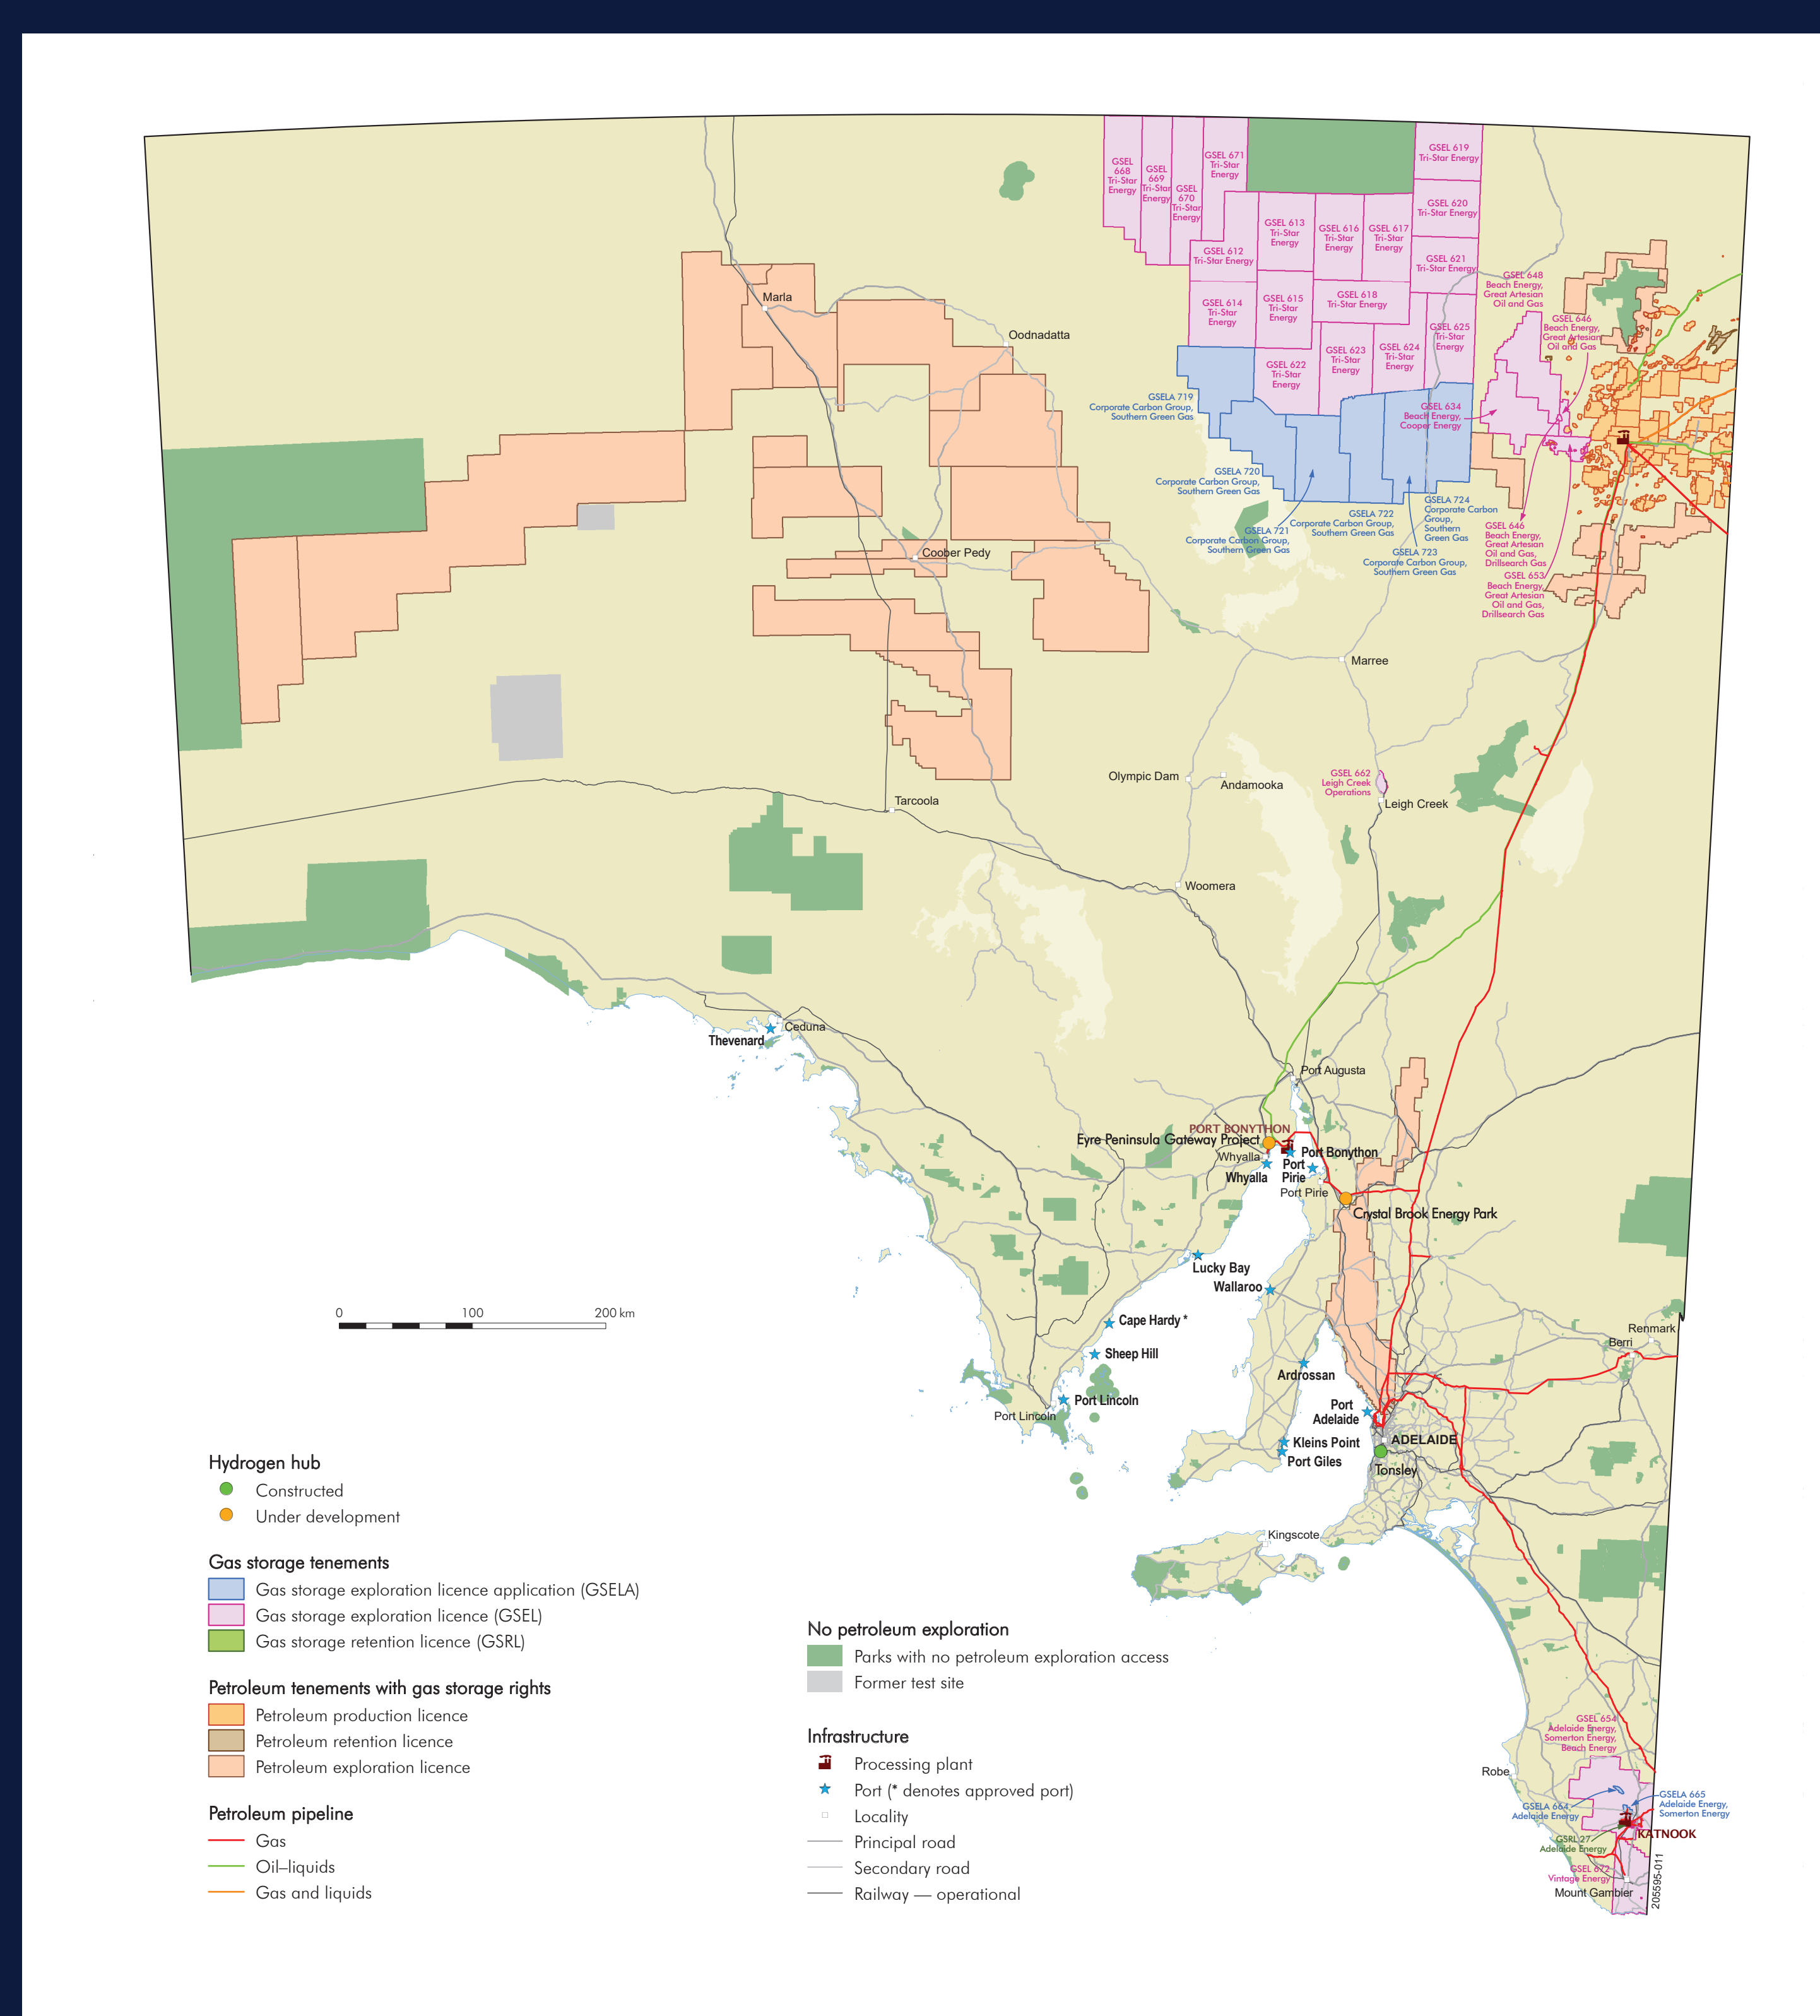 GSEL
668
Tri-Star
Energy
GSEL
669
Tri-Star
Energy
GSEL
670
Tri-Star
Energy
GSEL 671
Tri-Star
Energy
GSEL 619
Tri-Star Energy
GSEL 620
Tri-Star Energy
GSEL 613
Tri-Star
Energy
GSEL 616
Tri-Star
Energy
GSEL 617
Tri-Star
Energy
GSEL 612
Tri-Star Energy
GSEL 621
Tri-Star Energy
GSEL 614
Tri-Star
Energy
GSEL 615
Tri-Star
Energy
GSEL 618
Tri-Star Energy
GSEL 625
Tri-Star
Energy
GSEL 622
Tri-Star
Energy
GSEL 623
Tri-Star
Energy
GSEL 624
Tri-Star
Energy
GSEL 648
Beach Energy,
Great Artesian
Oil and Gas
GSEL 646
Beach Energy,
Great Artesian
Oil and Gas
GSEL 634
Beach Energy,
Cooper Energy
Marla
Oodnadatta
GSELA 719
Corporate Carbon Group,
Southern Green Gas
GSELA 720
Corporate Carbon Group,
Southern Green Gas
GSELA 721
Corporate Carbon Group,
Southern Green Gas
GSELA 722
Corporate Carbon Group,
Southern Green Gas
GSELA 724
Corporate Carbon
Group,
Southern
Green Gas
GSELA 723
Corporate Carbon Group,
Southern Green Gas
GSEL 646
Beach Energy,
Great Artesian
Oil and Gas,
Drillsearch Gas
GSEL 653
Beach Energy,
Great Artesian
Oil and Gas,
Drillsearch Gas
Coober Pedy
Marree
Olympic Dam
Andamooka
GSEL 662
Leigh Creek
Operations
Leigh Creek
Tarcoola
Woomera
Ceduna
Thevenard
Port Augusta
PORT BONYTHON
Eyre Peninsula Gateway Project
Port Bonython
Whyalla
Whyalla
Port
Pirie
Port Pirie
Crystal Brook Energy Park
Lucky Bay
Wallaroo
Cape Hardy *
Sheep Hill
Ardrossan
Port Lincoln
Port Lincoln
Port
Adelaide
ADELAIDE
Kleins Point
Port Giles
Tonsley
Renmark
Berri
Kingscote
GSEL 654
Adelaide Energy,
Somerton Energy,
Beach Energy
Robe
GSELA 664
Adelaide Energy
GSELA 665
Adelaide Energy,
Somerton Energy
KATNOOK
GSRL 27
Adelaide Energy
GSEL 672
Vintage Energy
Mount Gambier
205595-011
0 100 200 km
Hydrogen hub
Constructed
Under development
Gas storage tenements
Gas storage exploration licence application (GSELA)
Gas storage exploration licence (GSEL)
Gas storage retention licence (GSRL)
Petroleum tenements with gas storage rights
Petroleum production licence
Petroleum retention licence
Petroleum exploration licence
Petroleum pipeline
Gas
Oil–liquids
Gas and liquids
No petroleum exploration
Parks with no petroleum exploration access
Former test site
Infrastructure
Processing plant
Port (* denotes approved port)
Locality
Principal road
Secondary road
Railway — operational